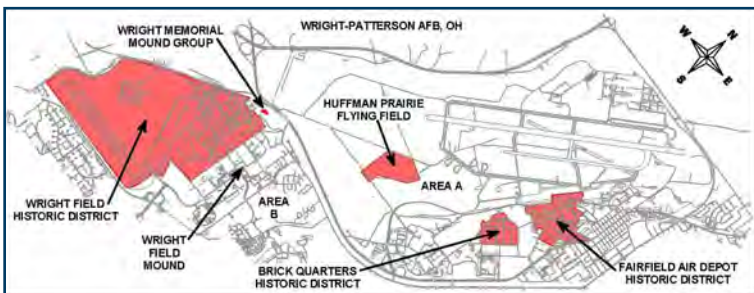 WRIGHT-PATTERSON AFB, OH
WRIGHT MEMORIAL
MOUND GROUP
W
N
S
E
HUFFMAN PRAIRIE
FLYING FIELD
WRIGHT FIELD
HISTORIC DISTRICT
AREA A
AREA
B
WRIGHT
FIELD
MOUND
BRICK QUARTERS
HISTORIC DISTRICT
FAIRFIELD AIR DEPOT
HISTORIC DISTRICT